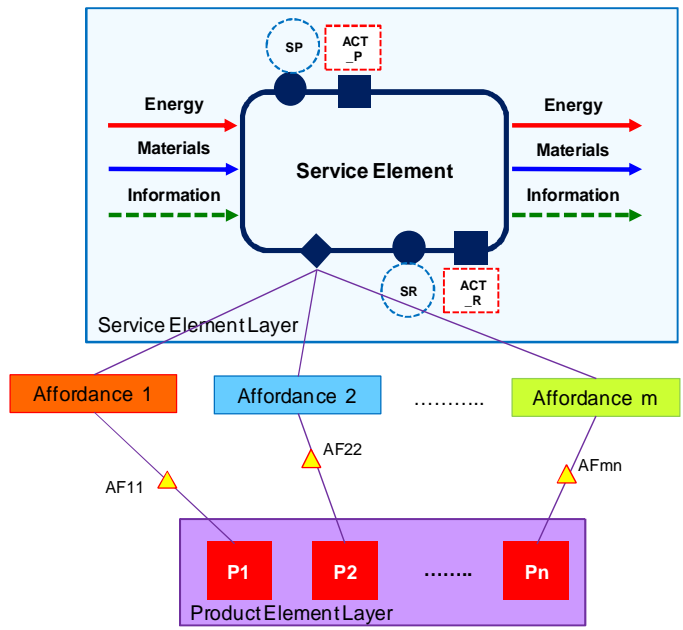 SP
ACT
_P
Energy
Materials
Information
Service Element
Energy
Materials
Information
SR
ACT
_R
Service Element Layer
Affordance 1
Affordance 2
………..
Affordance m
AF11
AF22
AFmn
P1
P2
……..
Pn
Product Element Layer